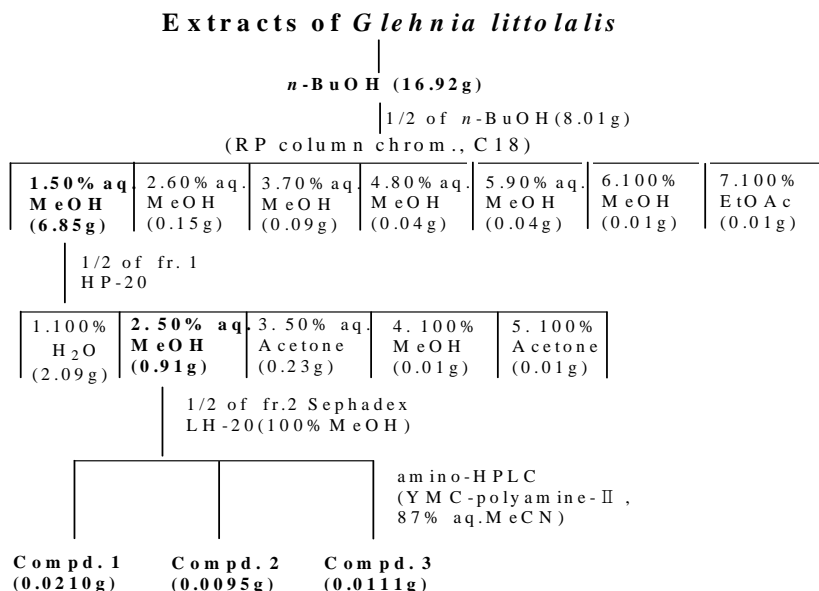 Extracts of Glehnia littolalis
n-BuOH (16.92g)
1/2 of n-BuOH(8.01g)
(RP column chrom., C18)
1.50% aq. MeOH (6.85g)
2.60% aq. MeOH (0.15g)
3.70% aq. MeOH (0.09g)
4.80% aq. MeOH (0.04g)
5.90% aq. MeOH (0.04g)
6.100% MeOH (0.01g)
7.100% EtOAc (0.01g)
1/2 of fr. 1
HP-20
1.100% H₂O (2.09g)
2. 50% aq. MeOH (0.91g)
3. 50% aq. Acetone (0.23g)
4. 100% MeOH (0.01g)
5. 100% Acetone (0.01g)
1/2 of fr.2 Sephadex
LH-20(100% MeOH)
amino-HPLC
(YMC-polyamine-Ⅱ,
87% aq.MeCN)
Compd. 1 (0.0210g)
Compd. 2 (0.0095g)
Compd. 3 (0.0111g)